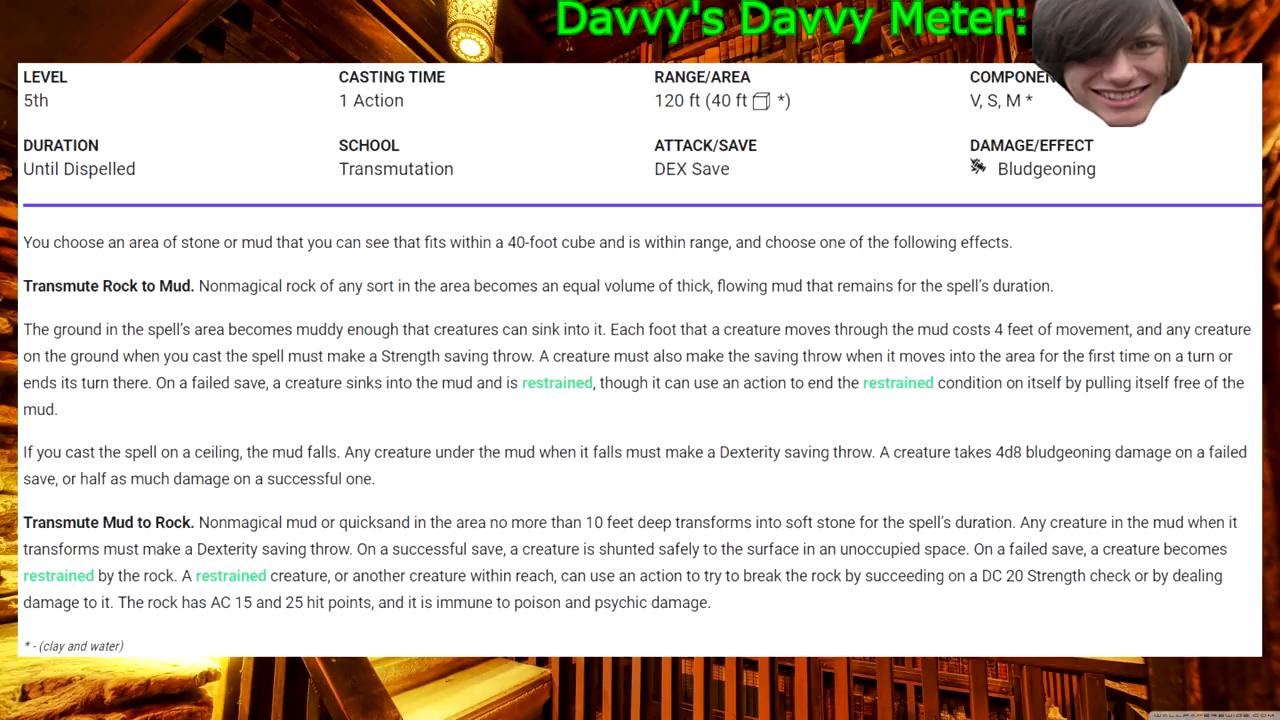 Davvy's Davvy Meter:
LEVEL CASTING TIME RANGE/AREA COMPONEN
5th 1 Action 120 ft (40 ft *) V, S, M *
DURATION SCHOOL ATTACK/SAVE DAMAGE/EFFECT
Until Dispelled Transmutation DEX Save Bludgeoning
You choose an area of stone or mud that you can see that fits within a 40-foot cube and is within range, and choose one of the following effects.
Transmute Rock to Mud. Nonmagical rock of any sort in the area becomes an equal volume of thick, flowing mud that remains for the spell's duration.
The ground in the spell's area becomes muddy enough that creatures can sink into it. Each foot that a creature moves through the mud costs 4 feet of movement, and any creature
on the ground when you cast the spell must make a Strength saving throw. A creature must also make the saving throw when it moves into the area for the first time on a turn or
ends its turn there. On a failed save, a creature sinks into the mud and is restrained, though it can use an action to end the restrained condition on itself by pulling itself free of the
mud.
If you cast the spell on a ceiling, the mud falls. Any creature under the mud when it falls must make a Dexterity saving throw. A creature takes 4d8 bludgeoning damage on a failed
save, or half as much damage on a successful one.
Transmute Mud to Rock. Nonmagical mud or quicksand in the area no more than 10 feet deep transforms into soft stone for the spell's duration. Any creature in the mud when it
transforms must make a Dexterity saving throw. On a successful save, a creature is shunted safely to the surface in an unoccupied space. On a failed save, a creature becomes
restrained by the rock. A restrained creature, or another creature within reach, can use an action to try to break the rock by succeeding on a DC 20 Strength check or by dealing
damage to it. The rock has AC 15 and 25 hit points, and it is immune to poison and psychic damage.
* - (clay and water)